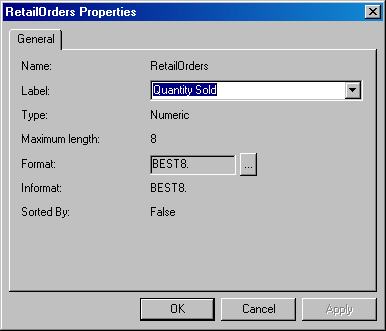 RetailOrders Properties
General
Name: RetailOrders
Label: Quantity Sold
Type: Numeric
Maximum length: 8
Format: BEST8. ...
Informat: BEST8.
Sorted By: False
OK Cancel Apply